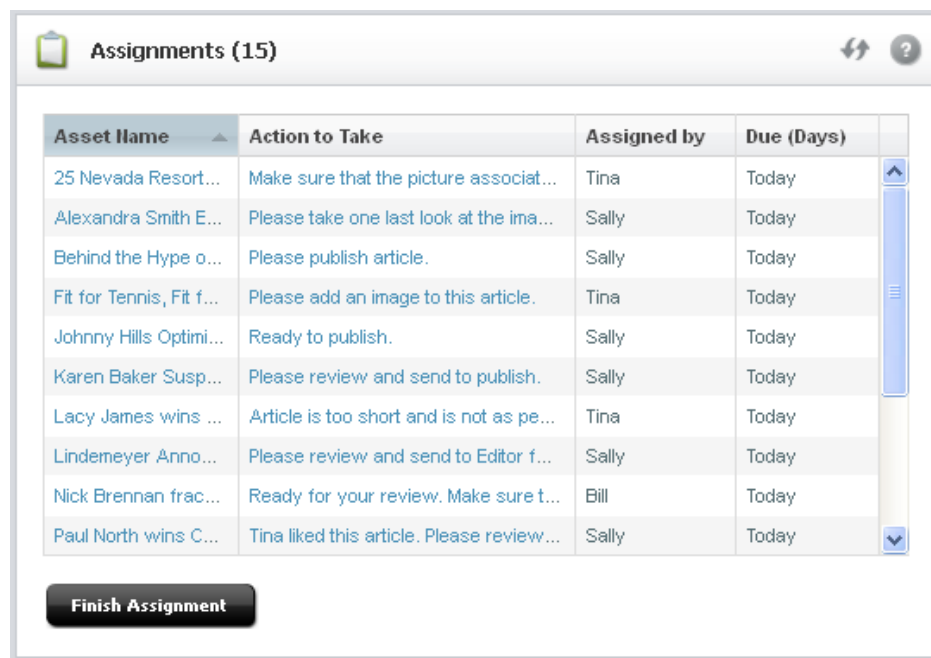 Assignments (15)
?
Asset Name Action to Take Assigned by Due (Days)
25 Nevada Resort... Make sure that the picture associat... Tina Today
Alexandra Smith E... Please take one last look at the ima... Sally Today
Behind the Hype o... Please publish article. Sally Today
Fit for Tennis, Fit f... Please add an image to this article. Tina Today
Johnny Hills Optimi... Ready to publish. Sally Today
Karen Baker Susp... Please review and send to publish. Sally Today
Lacy James wins ... Article is too short and is not as pe... Tina Today
Lindemeyer Anno... Please review and send to Editor f... Sally Today
Nick Brennan frac... Ready for your review. Make sure t... Bill Today
Paul North wins C... Tina liked this article. Please review... Sally Today
Finish Assignment